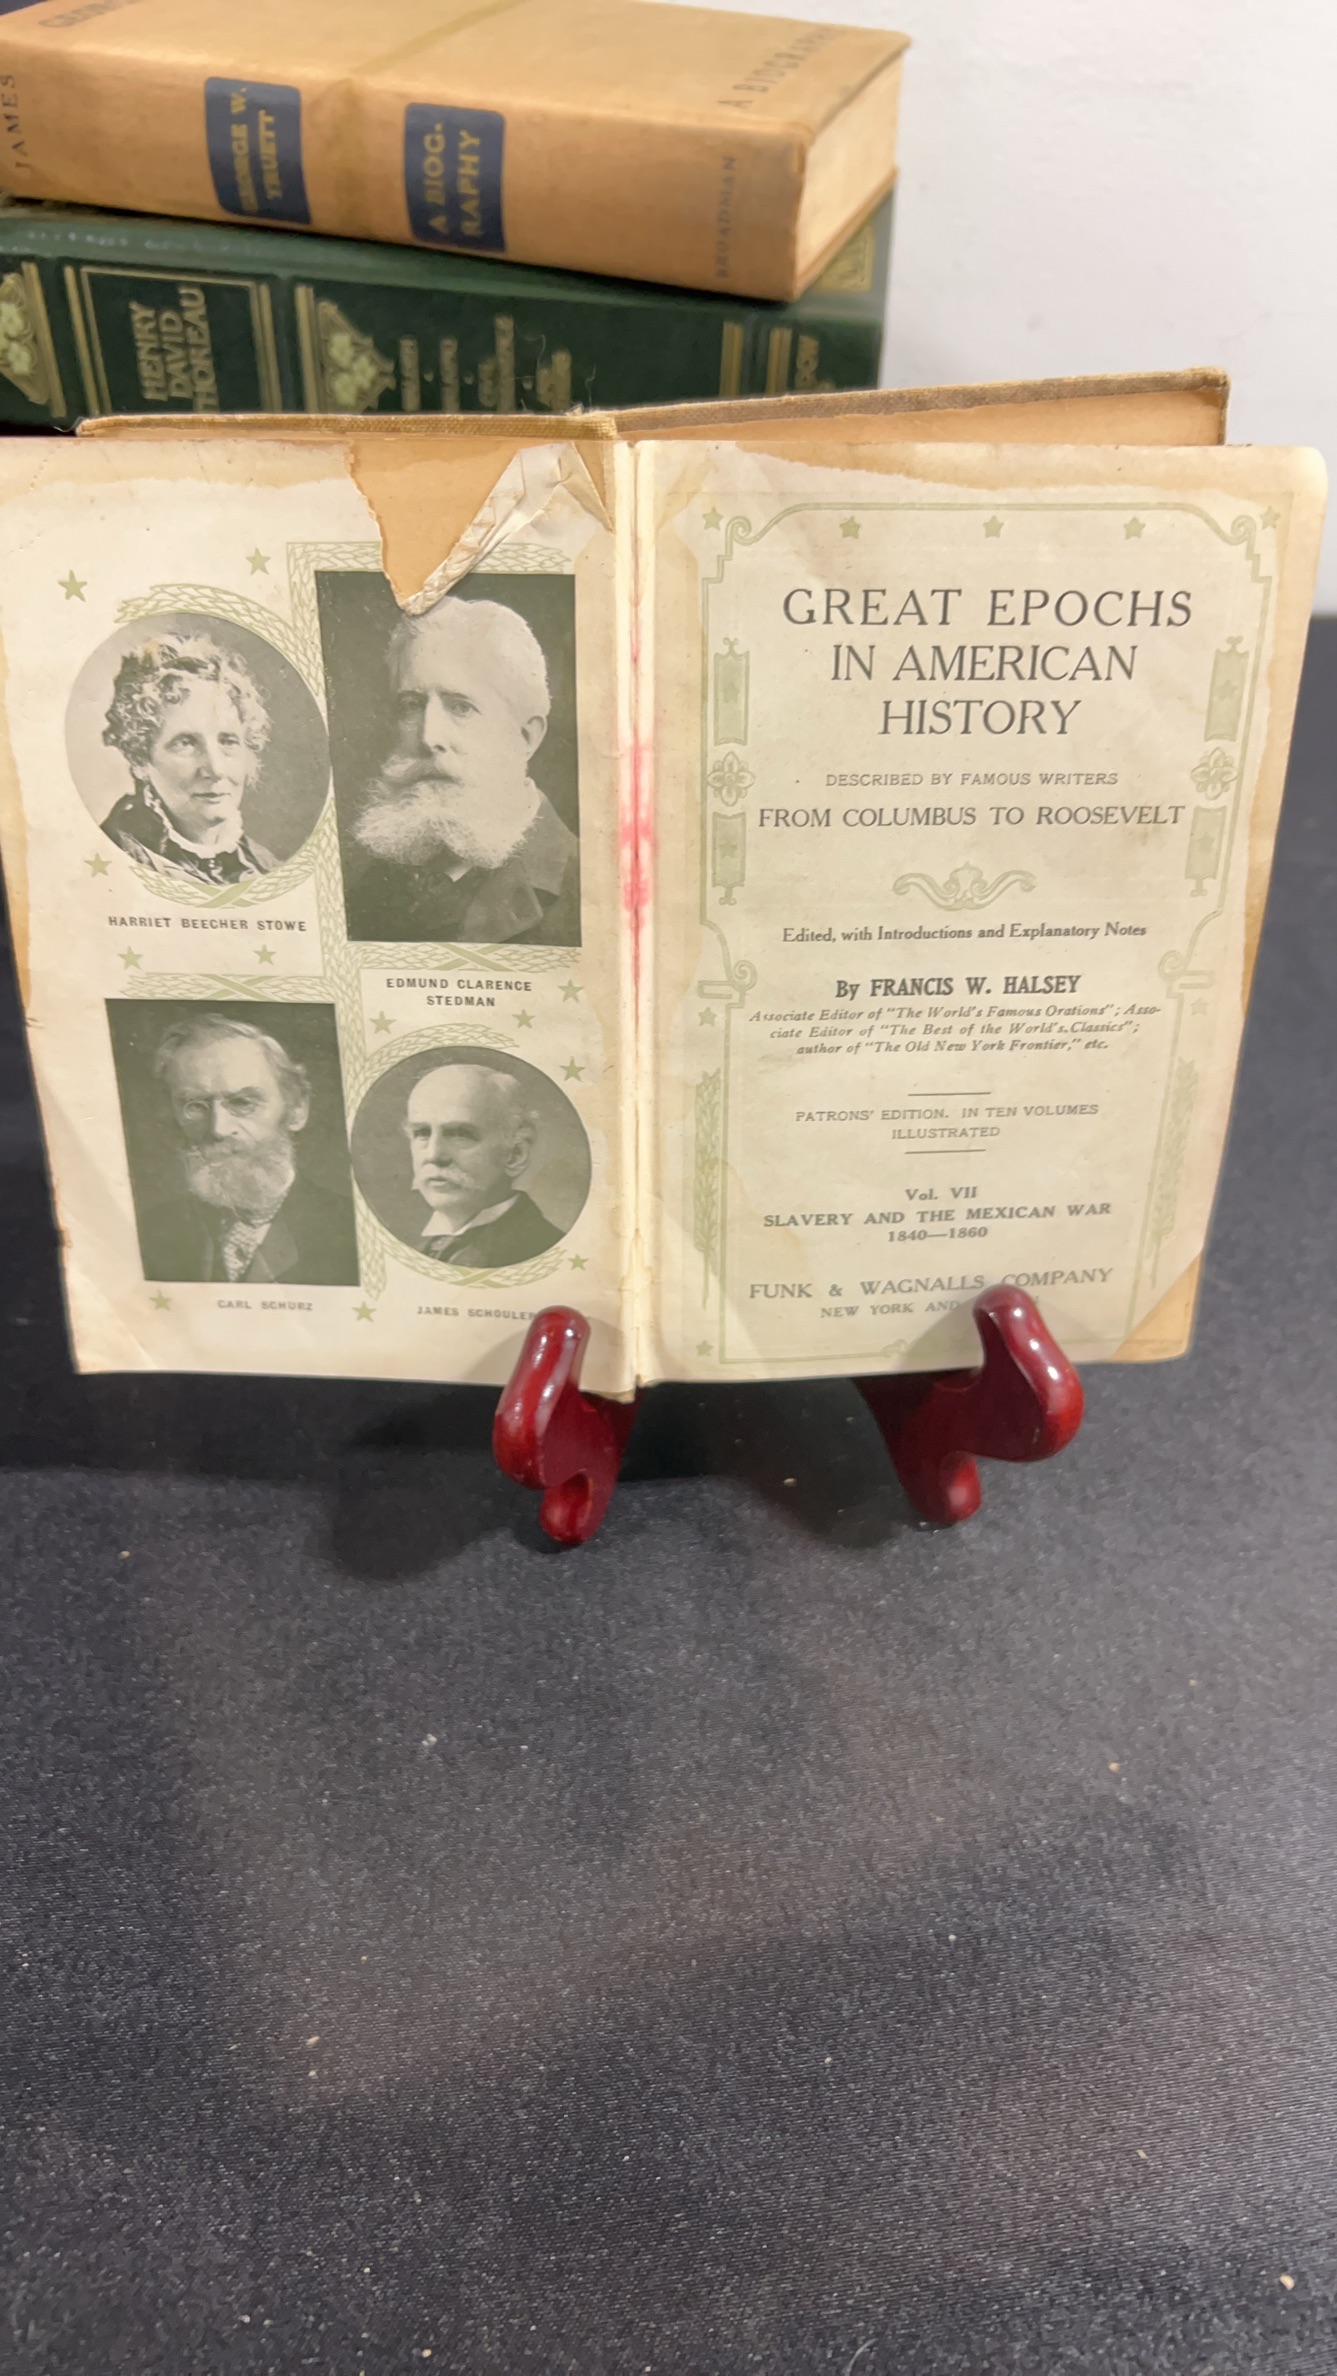 JAMES
GEORGE W.
TRUETT
A BIOG-
RAPHY
BROADMAN
A BIOGRAPHY
HENRY
DAVID
THOREAU
HARRIET BEECHER STOWE
EDMUND CLARENCE
STEDMAN
CARL SCHURZ
JAMES SCHOULER
GREAT EPOCHS
IN AMERICAN
HISTORY
DESCRIBED BY FAMOUS WRITERS
FROM COLUMBUS TO ROOSEVELT
Edited, with Introductions and Explanatory Notes
By FRANCIS W. HALSEY
Associate Editor of "The World's Famous Orations"; Asso-
ciate Editor of "The Best of the World's Classics";
author of "The Old New York Frontier," etc.
PATRONS' EDITION. IN TEN VOLUMES
ILLUSTRATED
Vol. VII
SLAVERY AND THE MEXICAN WAR
1840—1860
FUNK & WAGNALLS COMPANY
NEW YORK AND